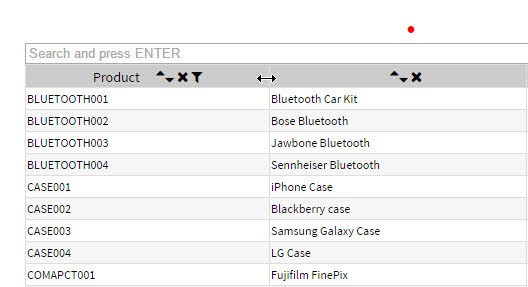 Search and press ENTER
Product
BLUETOOTH001 Bluetooth Car Kit
BLUETOOTH002 Bose Bluetooth
BLUETOOTH003 Jawbone Bluetooth
BLUETOOTH004 Sennheiser Bluetooth
CASE001 iPhone Case
CASE002 Blackberry case
CASE003 Samsung Galaxy Case
CASE004 LG Case
COMAPCT001 Fujifilm FinePix